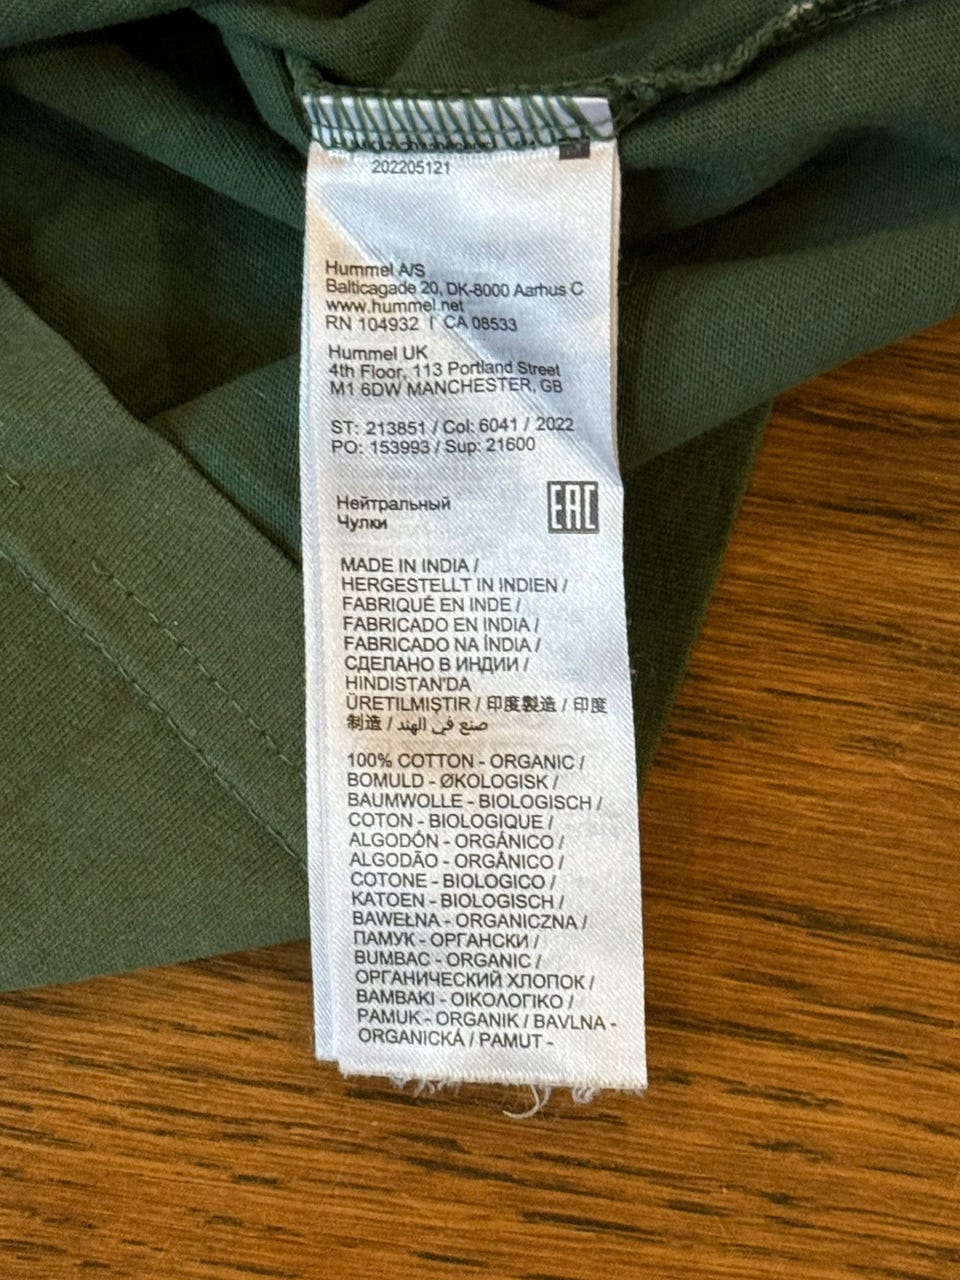 202205121
Hummel A/S
Balticagade 20, DK-8000 Aarhus C
www.hummel.net
RN 104932 | CA 08533
Hummel UK
4th Floor, 113 Portland Street
M1 6DW MANCHESTER, GB
ST: 213851 / Col: 6041 / 2022
PO: 153993 / Sup: 21600
Нейтральный
Чулки
EAC
MADE IN INDIA /
HERGESTELLT IN INDIEN /
FABRIQUÉ EN INDE /
FABRICADO EN INDIA /
FABRICADO NA ÍNDIA /
СДЕЛАНО В ИНДИИ /
HINDISTAN'DA
ÜRETILMIŞTIR / 印度製造 / 印度
制造 / صنع في الهند
100% COTTON - ORGANIC /
BOMULD - ØKOLOGISK /
BAUMWOLLE - BIOLOGISCH /
COTON - BIOLOGIQUE /
ALGODÓN - ORGÁNICO /
ALGODÃO - ORGÂNICO /
COTONE - BIOLOGICO /
KATOEN - BIOLOGISCH /
BAWEŁNA - ORGANICZNA /
ПАМУК - ОРГАНСКИ /
BUMBAC - ORGANIC /
ОРГАНИЧЕСКИЙ ХЛОПОК /
ΒΑΜΒΑΚΙ - ΟΙΚΟΛΟΓΙΚΟ /
PAMUK - ORGANIK / BAVLNA -
ORGANICKÁ / PAMUT -